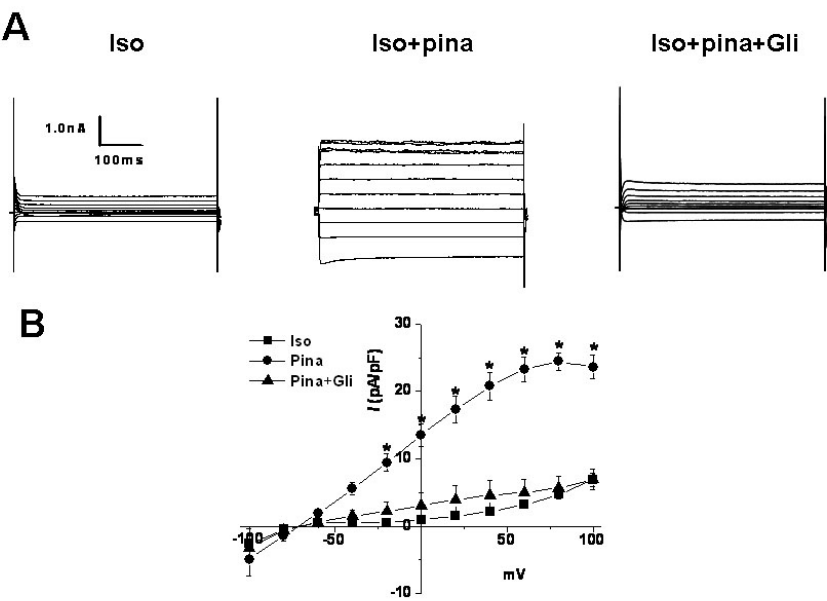 A
Iso
Iso+pina
Iso+pina+Gli
1.0nA
100ms
B
Iso
Pina
Pina+Gli
I (pA/pF)
30
20
10
0
-10
-100
-50
50
100
mV
* * * * * * * *